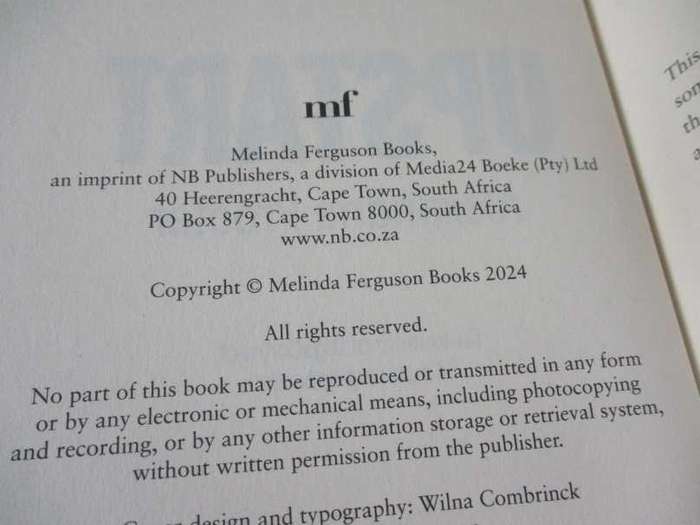 mf
Melinda Ferguson Books,
an imprint of NB Publishers, a division of Media24 Boeke (Pty) Ltd
40 Heerengracht, Cape Town, South Africa
PO Box 879, Cape Town 8000, South Africa
www.nb.co.za
Copyright © Melinda Ferguson Books 2024
All rights reserved.
No part of this book may be reproduced or transmitted in any form
or by any electronic or mechanical means, including photocopying
and recording, or by any other information storage or retrieval system,
without written permission from the publisher.
design and typography: Wilna Combrinck
This